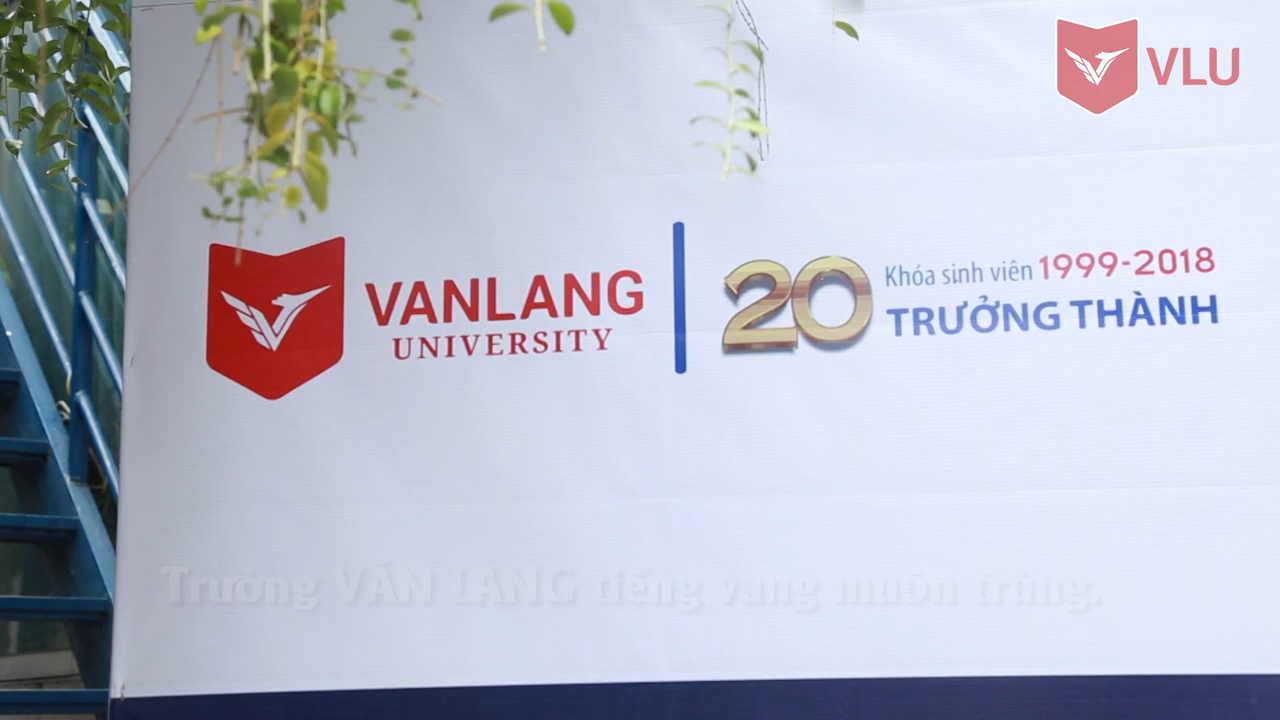 VLU
VANLANG
UNIVERSITY
20
Khóa sinh viên 1999-2018
TRƯỞNG THÀNH
Trường VĂN LANG tiếng vang muôn trùng.